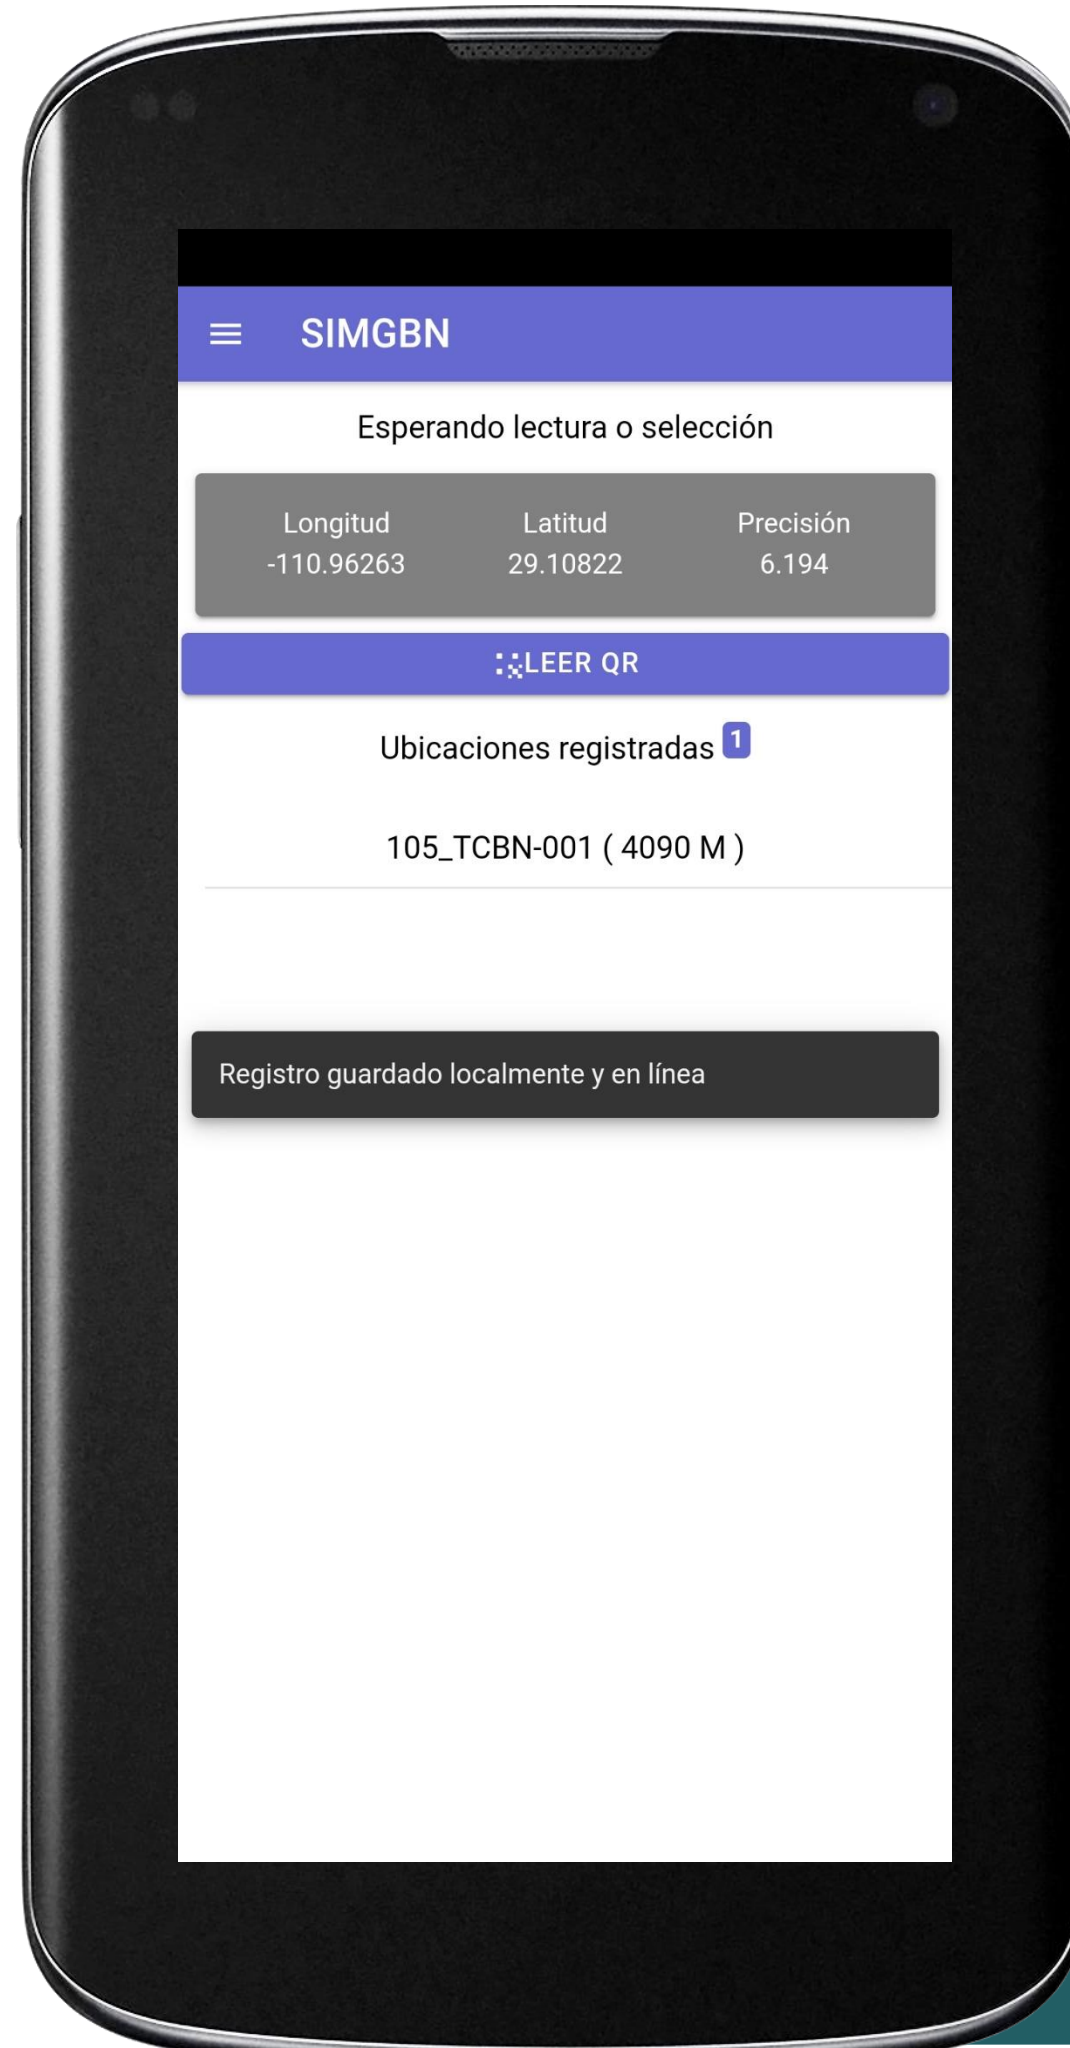 SIMGBN
Esperando lectura o selección
Longitud Latitud Precisión
-110.96263 29.10822 6.194
LEER QR
Ubicaciones registradas 1
105_TCBN-001 ( 4090 M )
Registro guardado localmente y en línea